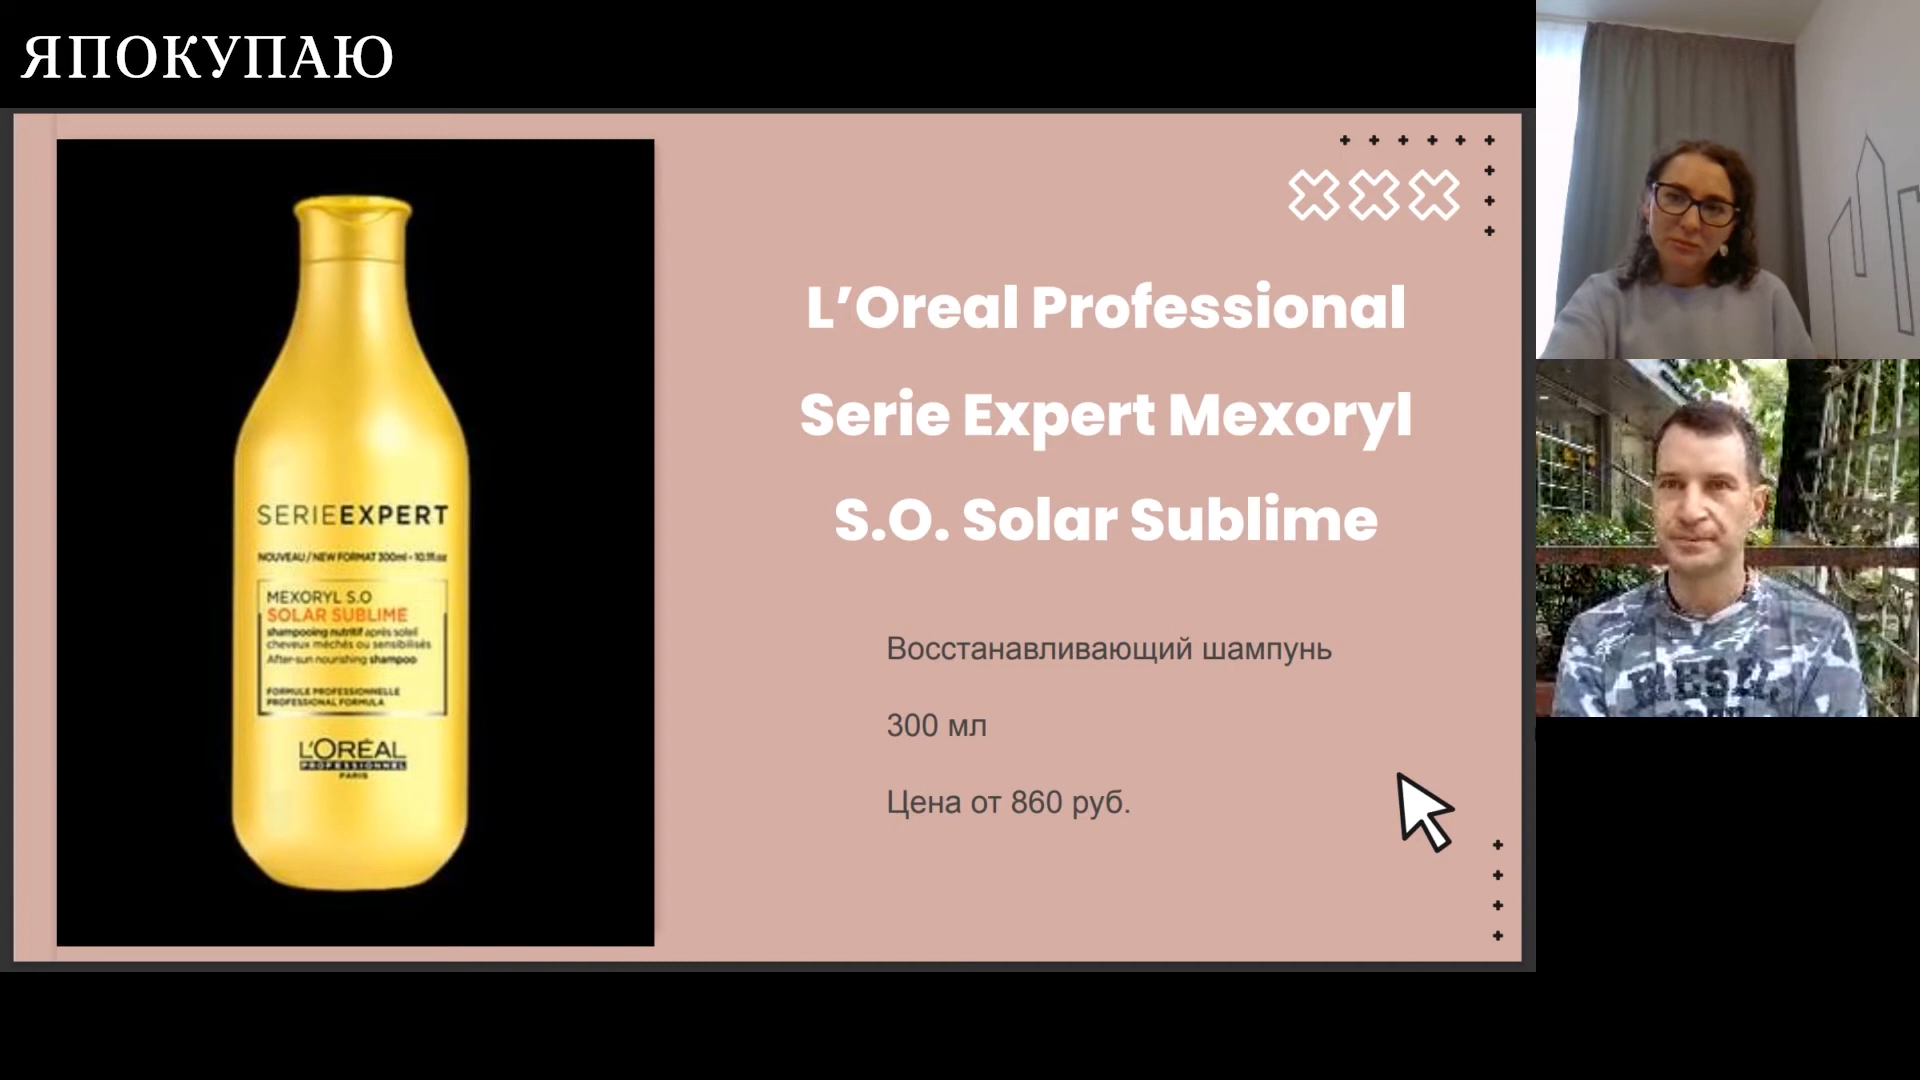 ЯПОКУПАЮ
L’Oreal Professional
Serie Expert Mexoryl
S.O. Solar Sublime
Восстанавливающий шампунь
300 мл
Цена от 860 руб.
SERIEEXPERT
NOUVEAU / NEW FORMAT 300ml - 10.1fl.oz
MEXORYL S.O
SOLAR SUBLIME
shampooing nutritif après soleil
cheveux méchés ou sensibilisés
After-sun nourishing shampoo
FORMULE PROFESSIONNELLE
PROFESSIONAL FORMULA
L'ORÉAL
PROFESSIONNEL
PARIS